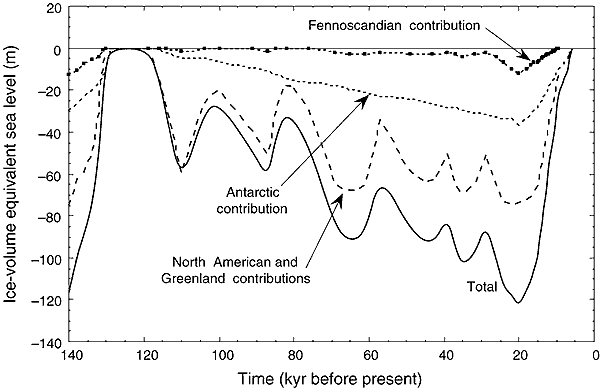 Fennoscandian contribution
20
0
−20
−40
−60
−80
−100
−120
−140
Ice-volume equivalent sea level (m)
Antarctic
contribution
North American and
Greenland contributions
Total
140
120
100
80
60
40
20
0
Time (kyr before present)